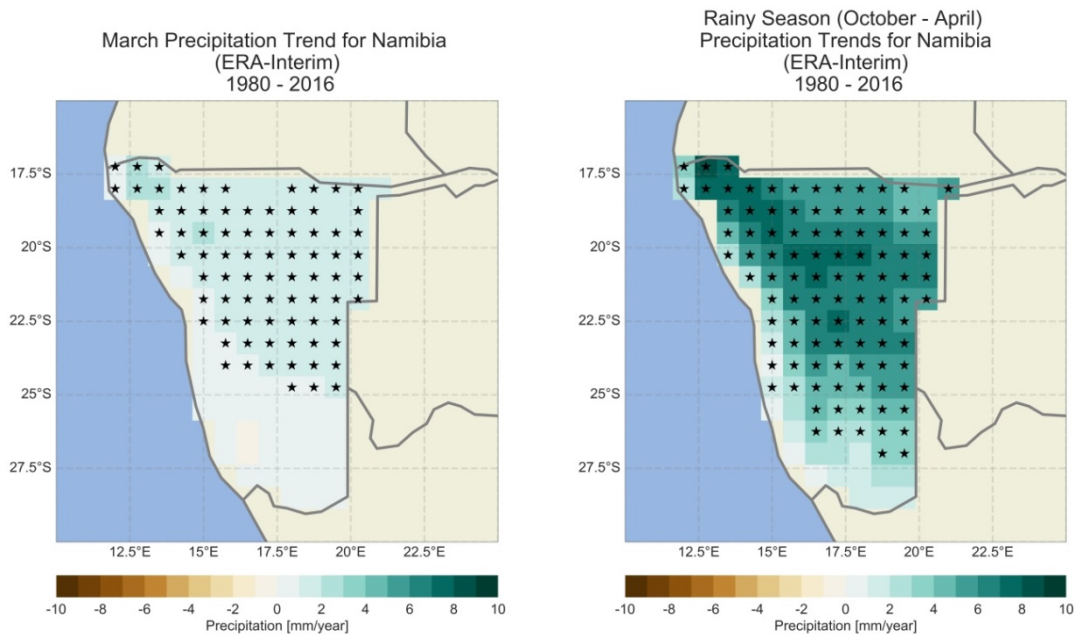 March Precipitation Trend for Namibia
(ERA-Interim)
1980 - 2016
17.5°S
20°S
22.5°S
25°S
27.5°S
12.5°E 15°E 17.5°E 20°E 22.5°E
-10 -8 -6 -4 -2 0 2 4 6 8 10
Precipitation [mm/year]
Rainy Season (October - April)
Precipitation Trends for Namibia
(ERA-Interim)
1980 - 2016
17.5°S
20°S
22.5°S
25°S
27.5°S
12.5°E 15°E 17.5°E 20°E 22.5°E
-10 -8 -6 -4 -2 0 2 4 6 8 10
Precipitation [mm/year]